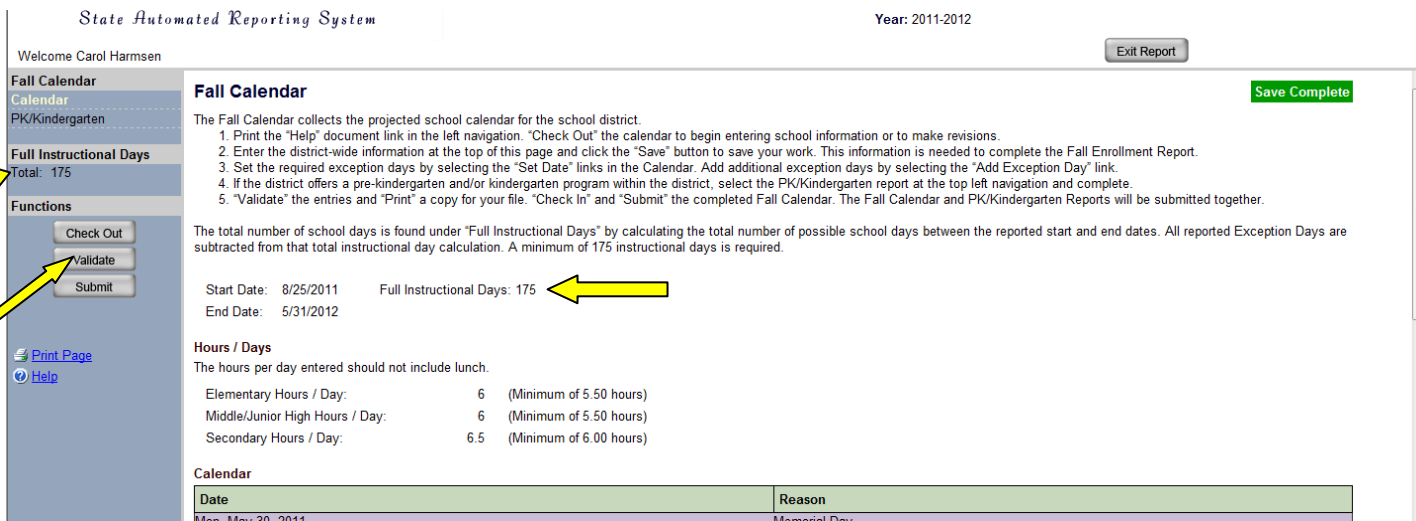 State Automated Reporting System
Year: 2011-2012
Welcome Carol Harmsen
Exit Report
Fall Calendar
Calendar
PK/Kindergarten
Full Instructional Days
Total: 175
Functions
Check Out
Validate
Submit
Print Page
Help
Fall Calendar
Save Complete
The Fall Calendar collects the projected school calendar for the school district.
1. Print the "Help" document link in the left navigation. "Check Out" the calendar to begin entering school information or to make revisions.
2. Enter the district-wide information at the top of this page and click the "Save" button to save your work. This information is needed to complete the Fall Enrollment Report.
3. Set the required exception days by selecting the "Set Date" links in the Calendar. Add additional exception days by selecting the "Add Exception Day" link.
4. If the district offers a pre-kindergarten and/or kindergarten program within the district, select the PK/Kindergarten report at the top left navigation and complete.
5. "Validate" the entries and "Print" a copy for your file. "Check In" and "Submit" the completed Fall Calendar. The Fall Calendar and PK/Kindergarten Reports will be submitted together.
The total number of school days is found under "Full Instructional Days" by calculating the total number of possible school days between the reported start and end dates. All reported Exception Days are
subtracted from that total instructional day calculation. A minimum of 175 instructional days is required.
Start Date: 8/25/2011 Full Instructional Days: 175
End Date: 5/31/2012
Hours / Days
The hours per day entered should not include lunch.
Elementary Hours / Day: 6 (Minimum of 5.50 hours)
Middle/Junior High Hours / Day: 6 (Minimum of 5.50 hours)
Secondary Hours / Day: 6.5 (Minimum of 6.00 hours)
Calendar
Date Reason
Mon, May 30, 2011 Memorial Day